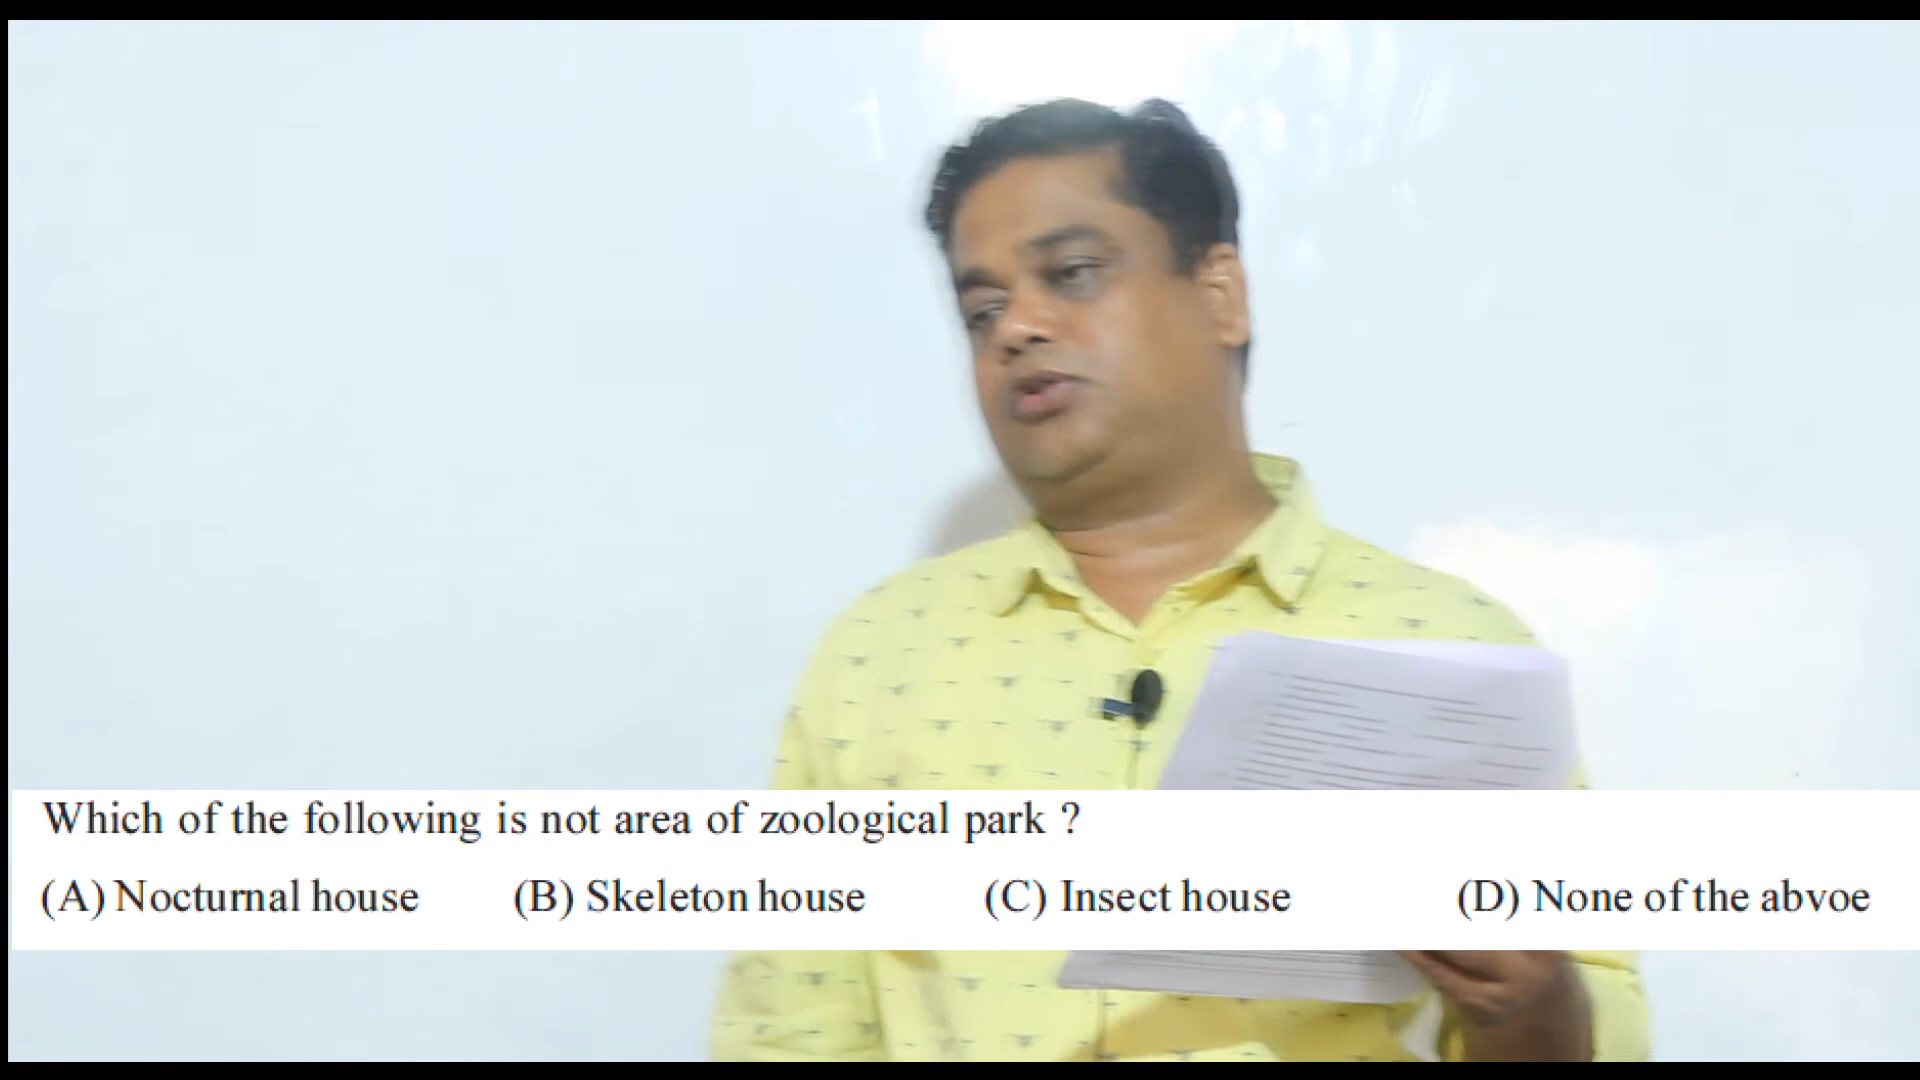 Which of the following is not area of zoological park ?
(A) Nocturnal house (B) Skeleton house (C) Insect house (D) None of the abvoe